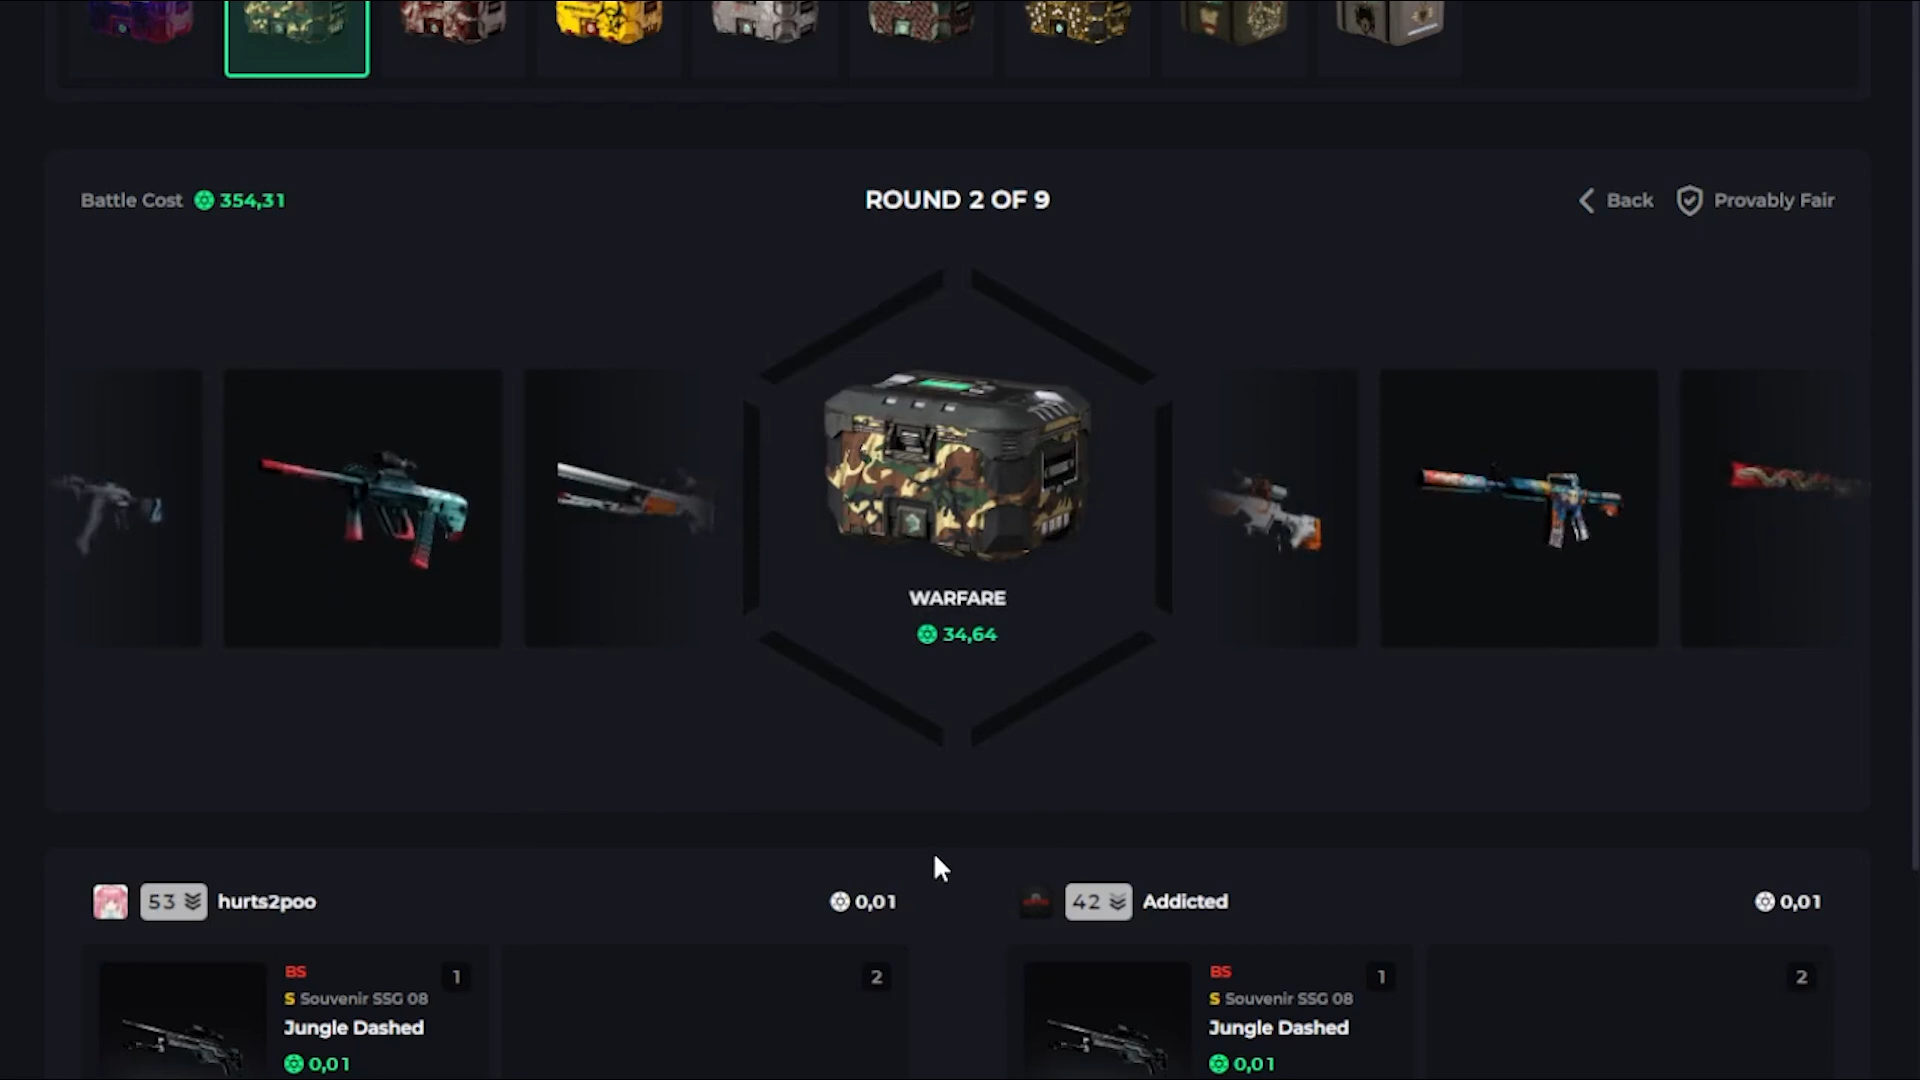 Battle Cost 354,31
ROUND 2 OF 9
Back
Provably Fair
WARFARE
34,64
53 hurts2poo 0,01
42 Addicted 0,01
BS 1
S Souvenir SSG 08
Jungle Dashed
0,01
2
BS 1
S Souvenir SSG 08
Jungle Dashed
0,01
2